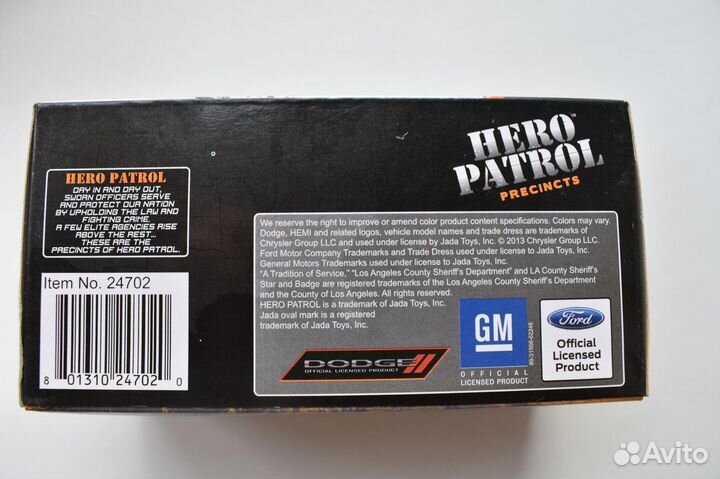 HERO
PATROL™
PRECINCTS
HERO PATROL
DAY IN AND DAY OUT,
SWORN OFFICERS SERVE
AND PROTECT OUR NATION
BY UPHOLDING THE LAW AND
FIGHTING CRIME.
A FEW ELITE AGENCIES RISE
ABOVE THE REST...
THESE ARE THE
PRECINCTS OF HERO PATROL.
Item No. 24702
8 01310 24702 0
We reserve the right to improve or amend color product content specifications. Colors may vary.
Dodge, HEMI and related logos, vehicle model names and trade dress are trademarks of
Chrysler Group LLC and used under license by Jada Toys, Inc. © 2013 Chrysler Group LLC.
Ford Motor Company Trademarks and Trade Dress used under license to Jada Toys, Inc.
General Motors Trademarks used under license to Jada Toys, Inc.
"A Tradition of Service," "Los Angeles County Sheriff's Department" and LA County Sheriff's
Star and Badge are registered trademarks of the Los Angeles County Sheriff's Department
and the County of Los Angeles. All rights reserved.
HERO PATROL is a trademark of Jada Toys, Inc.
Jada oval mark is a registered
trademark of Jada Toys, Inc.
DODGE
OFFICIAL LICENSED PRODUCT
GM
OFFICIAL
LICENSED PRODUCT
Ford
Official
Licensed
Product
Avito